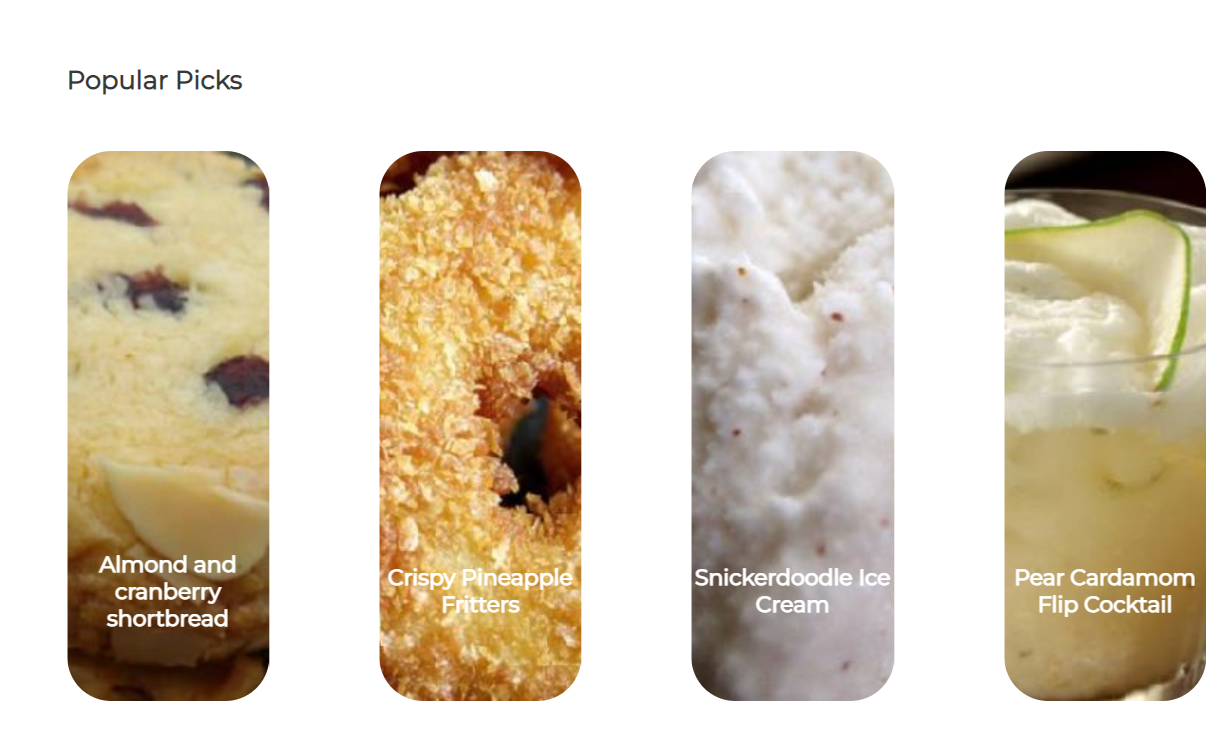 Popular Picks
Almond and
cranberry
shortbread
Crispy Pineapple
Fritters
Snickerdoodle Ice
Cream
Pear Cardamom
Flip Cocktail